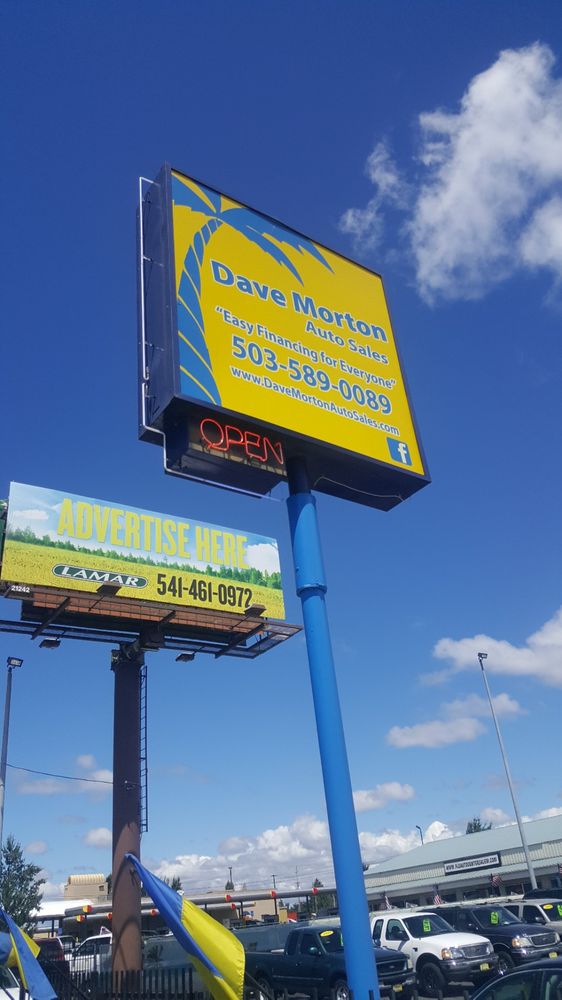 Dave Morton
Auto Sales
"Easy Financing for Everyone"
503-589-0089
www.DaveMortonAutoSales.com
f
OPEN
ADVERTISE HERE
LAMAR
541-461-0972
21242